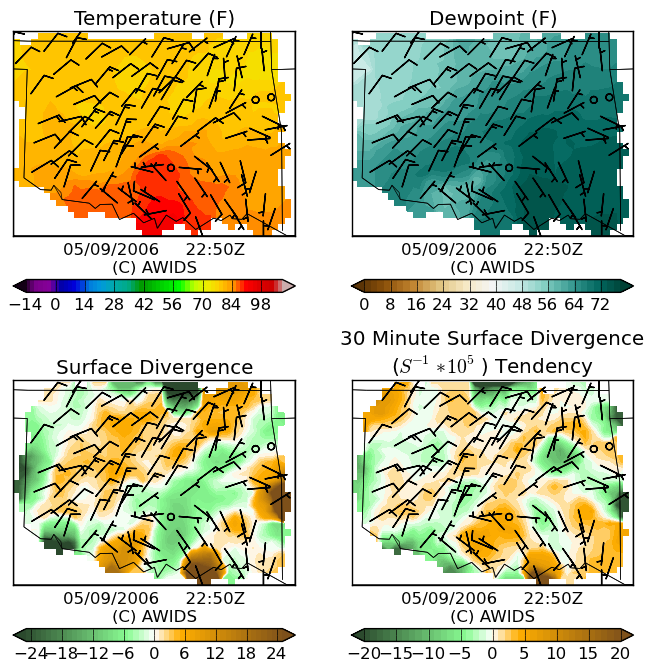 Temperature (F)
Dewpoint (F)
05/09/2006 22:50Z
(C) AWIDS
05/09/2006 22:50Z
(C) AWIDS
−14 0 14 28 42 56 70 84 98
0 8 16 24 32 40 48 56 64 72
Surface Divergence
30 Minute Surface Divergence
(S⁻¹ *10⁵ ) Tendency
05/09/2006 22:50Z
(C) AWIDS
05/09/2006 22:50Z
(C) AWIDS
−24 −18 −12 −6 0 6 12 18 24
−20 −15 −10 −5 0 5 10 15 20